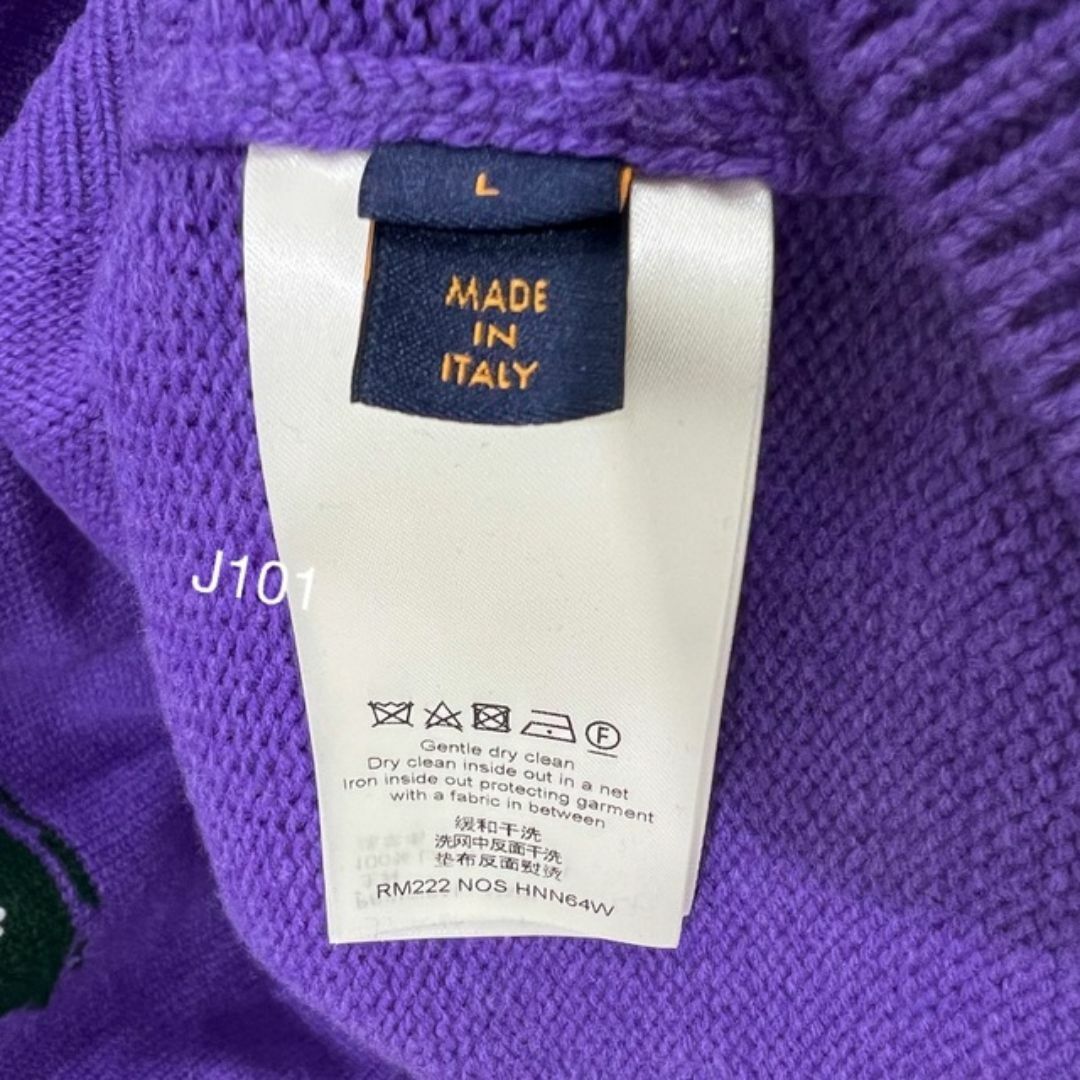 L
MADE
IN
ITALY
J101
F
Gentle dry clean
Dry clean inside out in a net
Iron inside out protecting garment
with a fabric in between
缓和干洗
洗网中反面干洗
垫布反面熨烫
RM222 NOS HNN64W